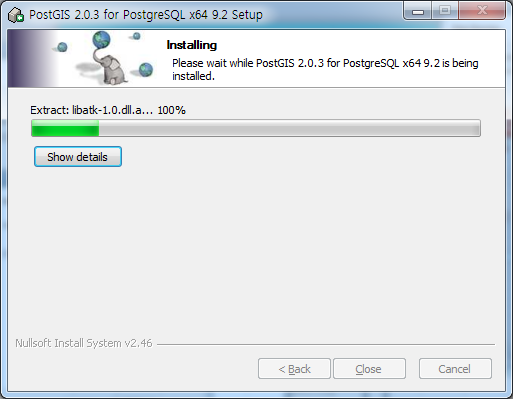 PostGIS 2.0.3 for PostgreSQL x64 9.2 Setup
Installing
Please wait while PostGIS 2.0.3 for PostgreSQL x64 9.2 is being
installed.
Extract: libatk-1.0.dll.a... 100%
Show details
Nullsoft Install System v2.46
< Back
Close
Cancel